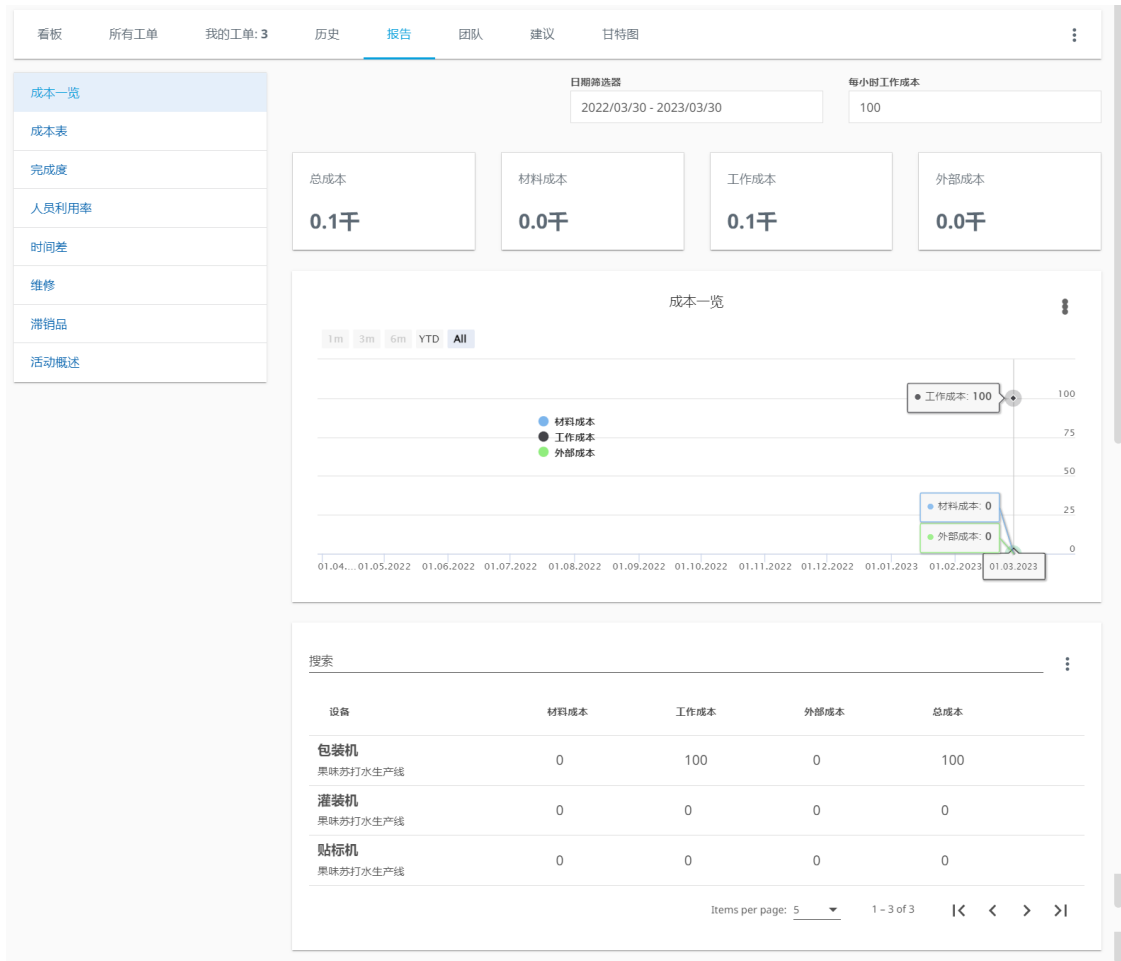 看板 所有工单 我的工单: 3 历史 报告 团队 建议 甘特图
成本一览
成本表
完成度
人员利用率
时间差
维修
滞销品
活动概述
日期筛选器
2022/03/30 - 2023/03/30
每小时工作成本
100
总成本
0.1千
材料成本
0.0千
工作成本
0.1千
外部成本
0.0千
成本一览
1m 3m 6m YTD All
100
75
50
25
0
工作成本: 100
材料成本
工作成本
外部成本
材料成本: 0
外部成本: 0
01.04.... 01.05.2022 01.06.2022 01.07.2022 01.08.2022 01.09.2022 01.10.2022 01.11.2022 01.12.2022 01.01.2023 01.02.2023 01.03.2023
搜索
设备 材料成本 工作成本 外部成本 总成本
包装机
果味苏打水生产线
0 100 0 100
灌装机
果味苏打水生产线
0 0 0 0
贴标机
果味苏打水生产线
0 0 0 0
Items per page: 5 1 – 3 of 3